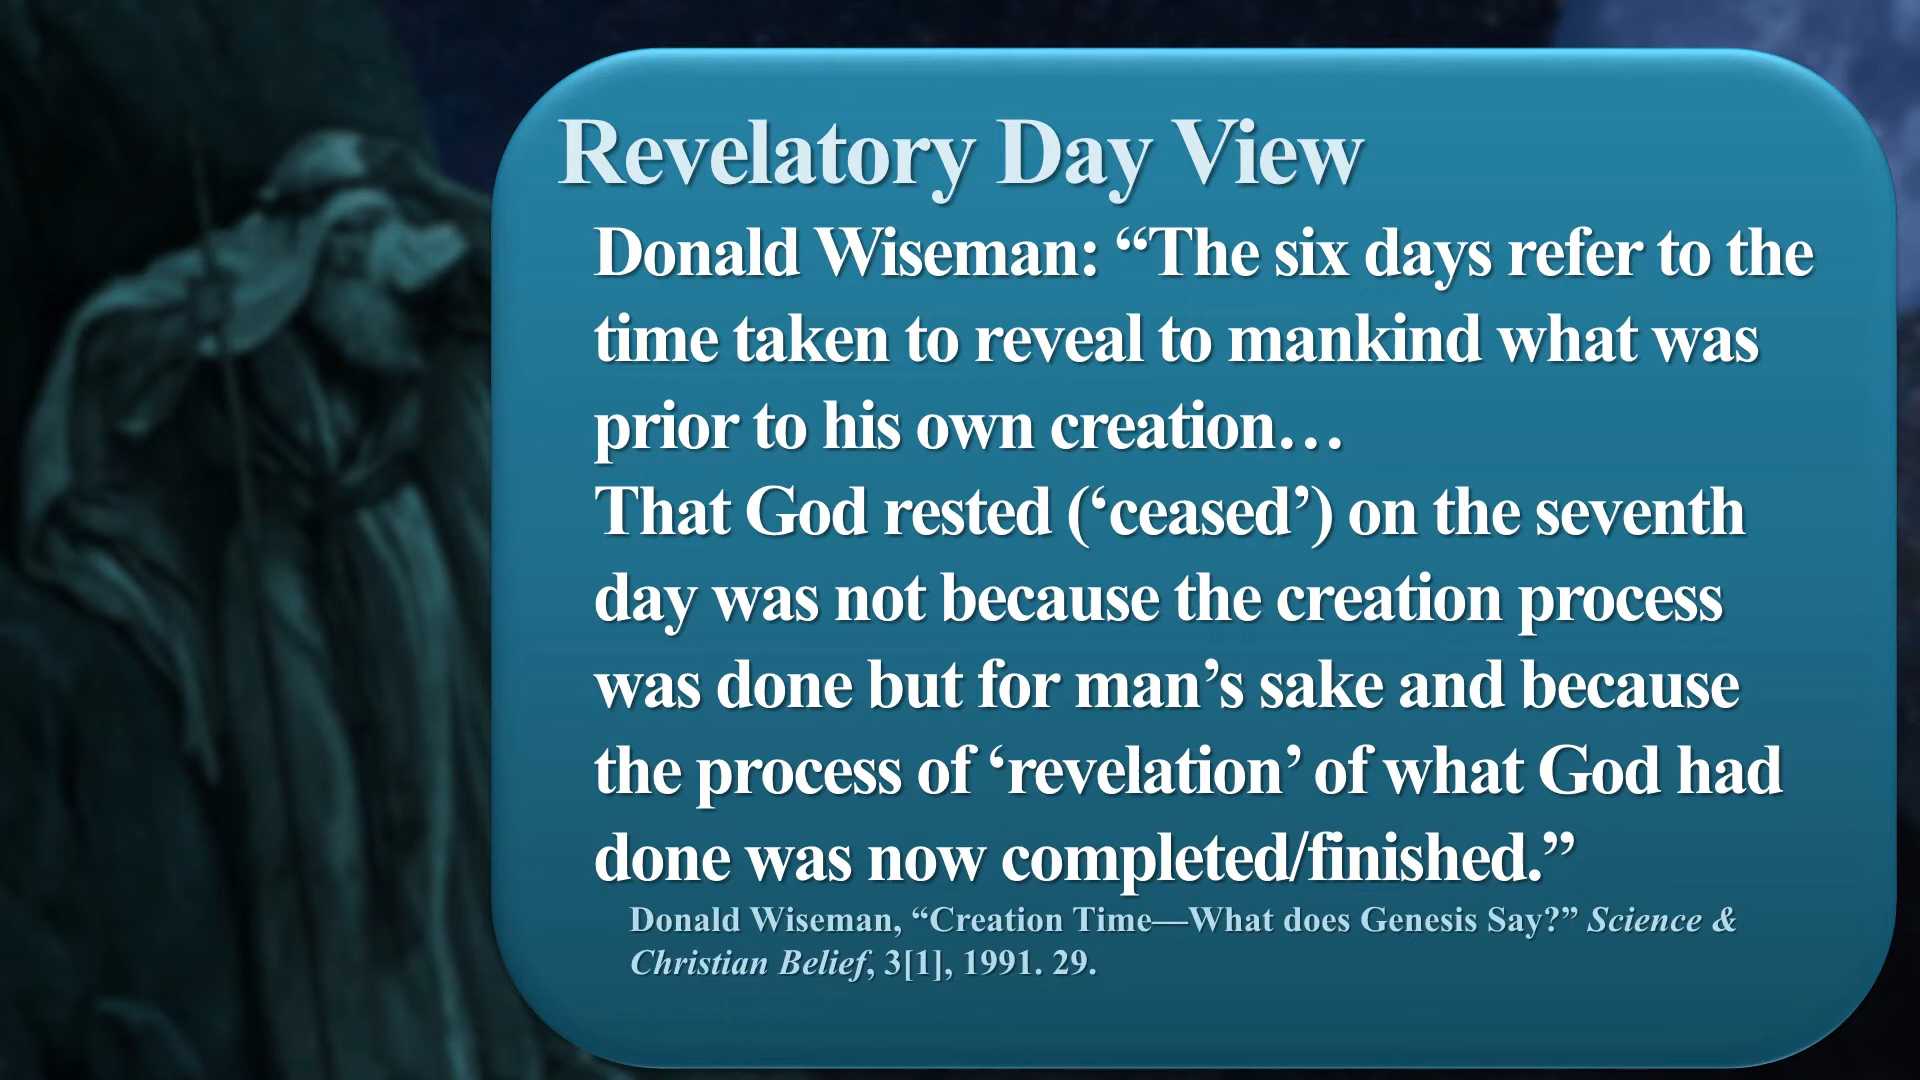 Revelatory Day View
Donald Wiseman: “The six days refer to the
time taken to reveal to mankind what was
prior to his own creation…
That God rested (‘ceased’) on the seventh
day was not because the creation process
was done but for man’s sake and because
the process of ‘revelation’ of what God had
done was now completed/finished.”
Donald Wiseman, “Creation Time—What does Genesis Say?” Science &
Christian Belief, 3[1], 1991. 29.